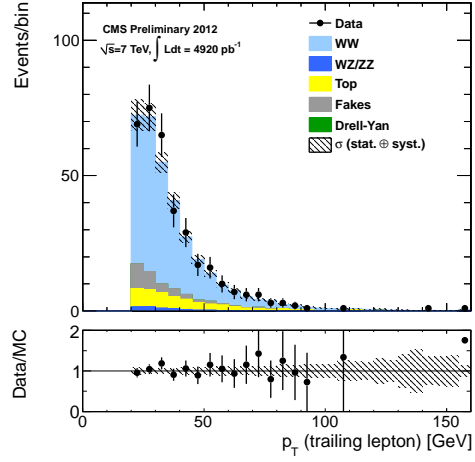 CMS Preliminary 2012
√s=7 TeV, ∫ Ldt = 4920 pb⁻¹
Data
WW
WZ/ZZ
Top
Fakes
Drell-Yan
σ (stat. ⊕ syst.)
Events/bin
100
50
0
Data/MC
2
1
0
0 50 100 150
p_T (trailing lepton) [GeV]